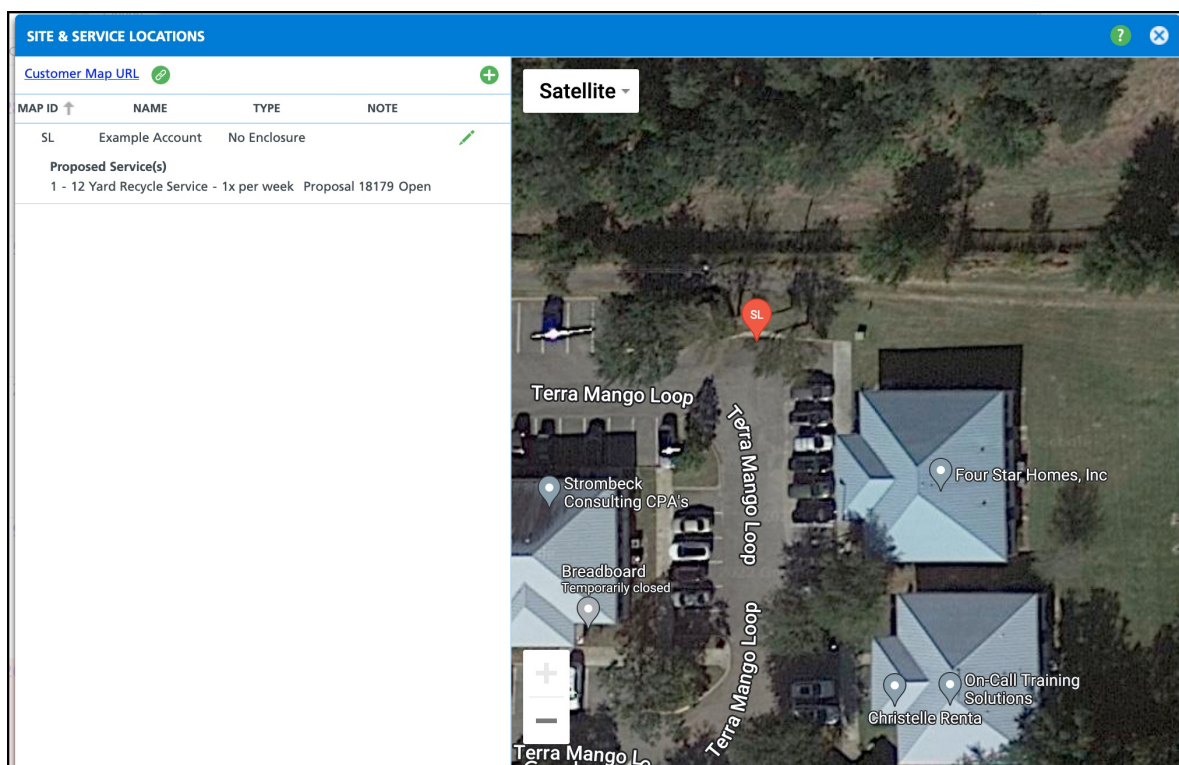 SITE & SERVICE LOCATIONS
?
Customer Map URL
MAP ID NAME TYPE NOTE
SL Example Account No Enclosure
Proposed Service(s)
1 - 12 Yard Recycle Service - 1x per week Proposal 18179 Open
Satellite
SL
Terra Mango Loop
Terra Mango Loop
Four Star Homes, Inc
Strombeck
Consulting CPA's
Breadboard
Temporarily closed
Terra Mango Loop
On-Call Training
Solutions
Christelle Renta
Terra Mango Lo